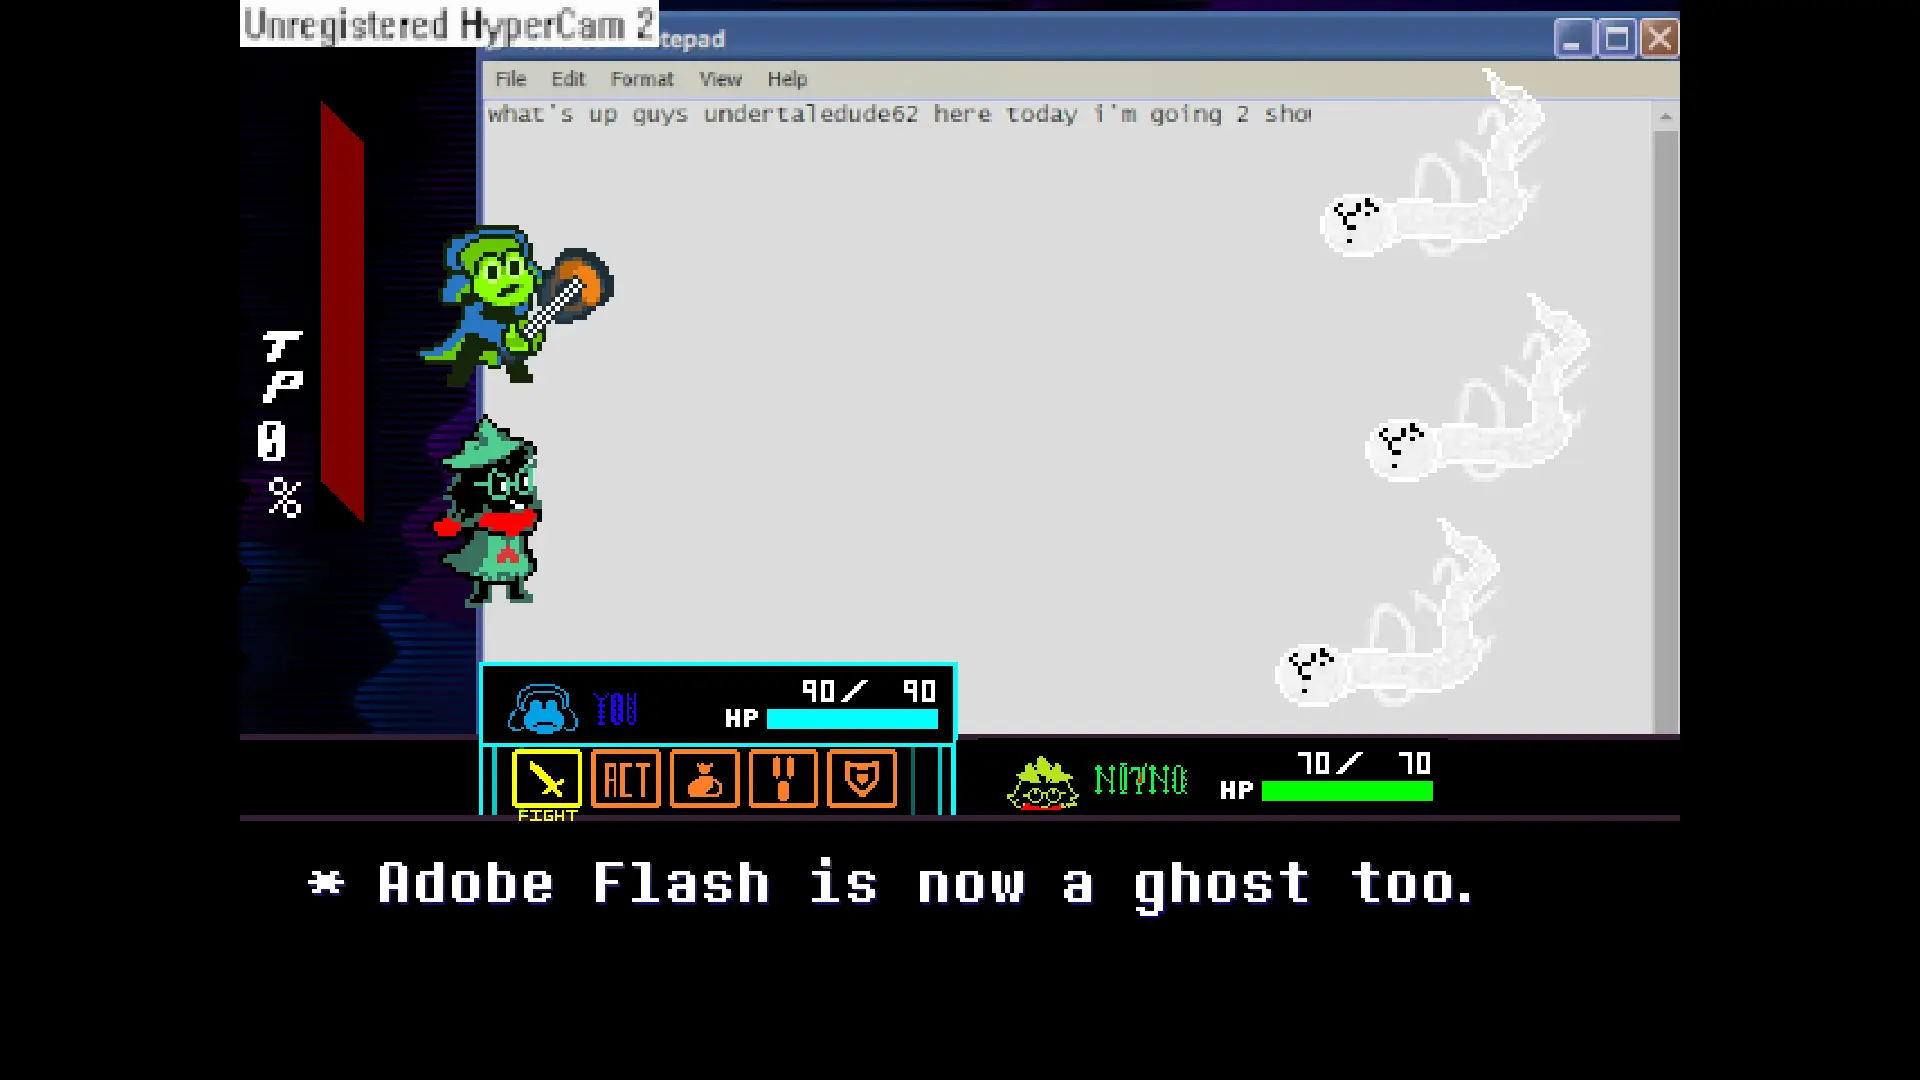 Unregistered HyperCam 2
File Edit Format View Help
what's up guys undertaledude62 here today i'm going 2 sho
TP
0
%
YOU
HP
90/ 90
ACT
FIGHT
HP
70/ 70
* Adobe Flash is now a ghost too.